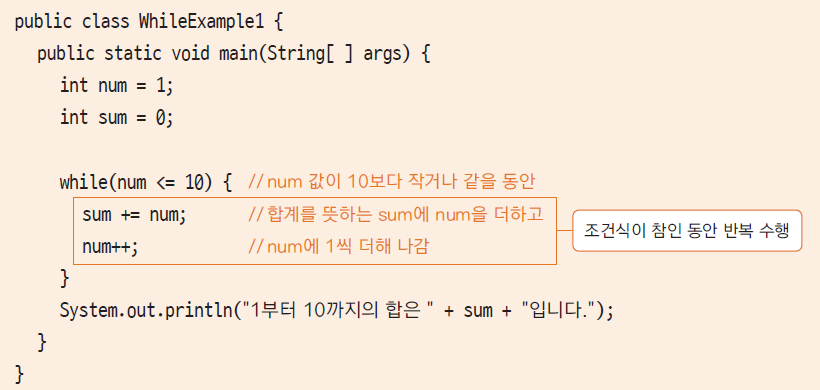 public class WhileExample1 {
public static void main(String[ ] args) {
int num = 1;
int sum = 0;
while(num <= 10) { //num 값이 10보다 작거나 같을 동안
sum += num; //합계를 뜻하는 sum에 num을 더하고
num++; //num에 1씩 더해 나감
조건식이 참인 동안 반복 수행
}
System.out.println("1부터 10까지의 합은 " + sum + "입니다.");
}
}